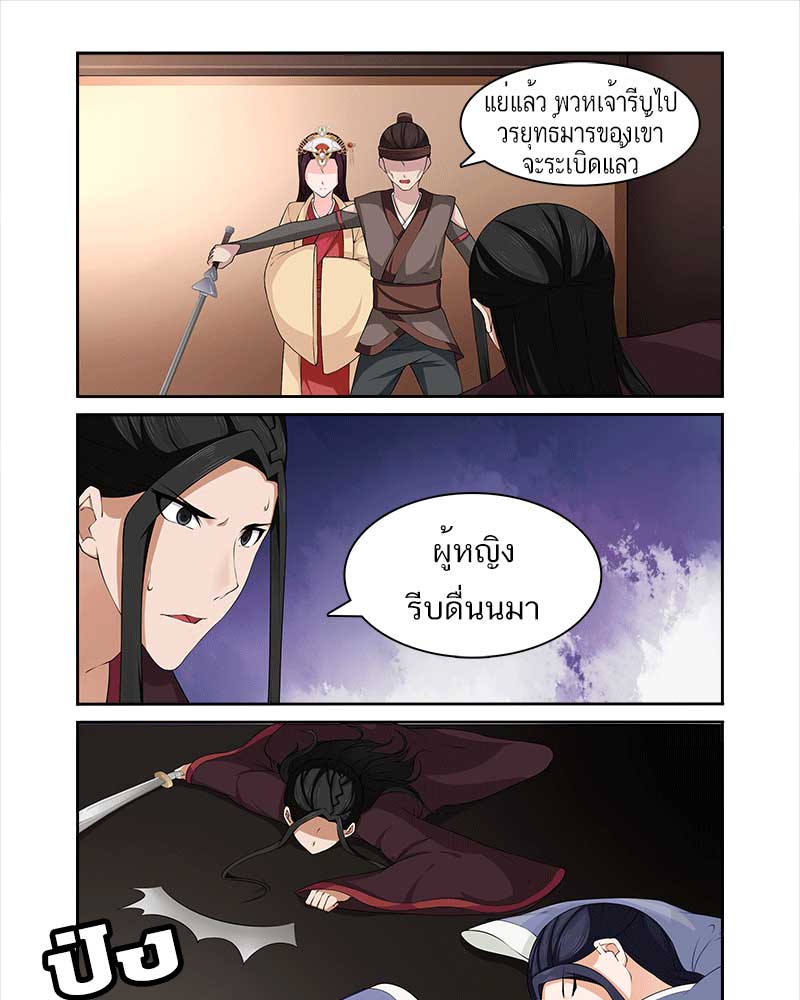 แย่แล้ว พวหเจ้ารีบไป
วรยุทธ์มารของเข้า
จะระเบิดแล้ว
ผู้หญิง
รีบดื่นนมา
ปัง